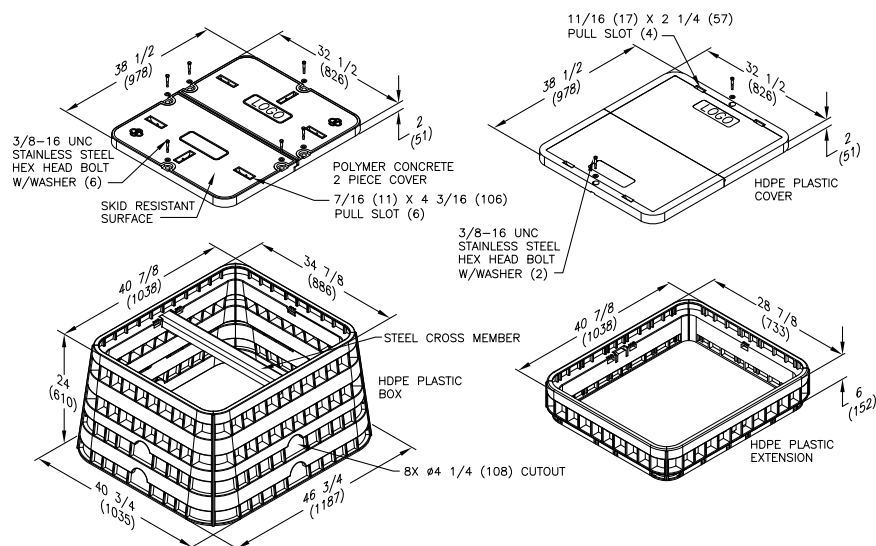 38 1/2
(978)
32 1/2
(826)
2
(51)
LOGO
3/8-16 UNC
STAINLESS STEEL
HEX HEAD BOLT
W/WASHER (6)
SKID RESISTANT
SURFACE
POLYMER CONCRETE
2 PIECE COVER
7/16 (11) X 4 3/16 (106)
PULL SLOT (6)
11/16 (17) X 2 1/4 (57)
PULL SLOT (4)
38 1/2
(978)
32 1/2
(826)
2
(51)
LOGO
HDPE PLASTIC
COVER
3/8-16 UNC
STAINLESS STEEL
HEX HEAD BOLT
W/WASHER (2)
40 7/8
(1038)
34 7/8
(886)
STEEL CROSS MEMBER
24
(610)
HDPE PLASTIC
BOX
8X ø4 1/4 (108) CUTOUT
40 3/4
(1035)
46 3/4
(1187)
40 7/8
(1038)
28 7/8
(733)
6
(152)
HDPE PLASTIC
EXTENSION